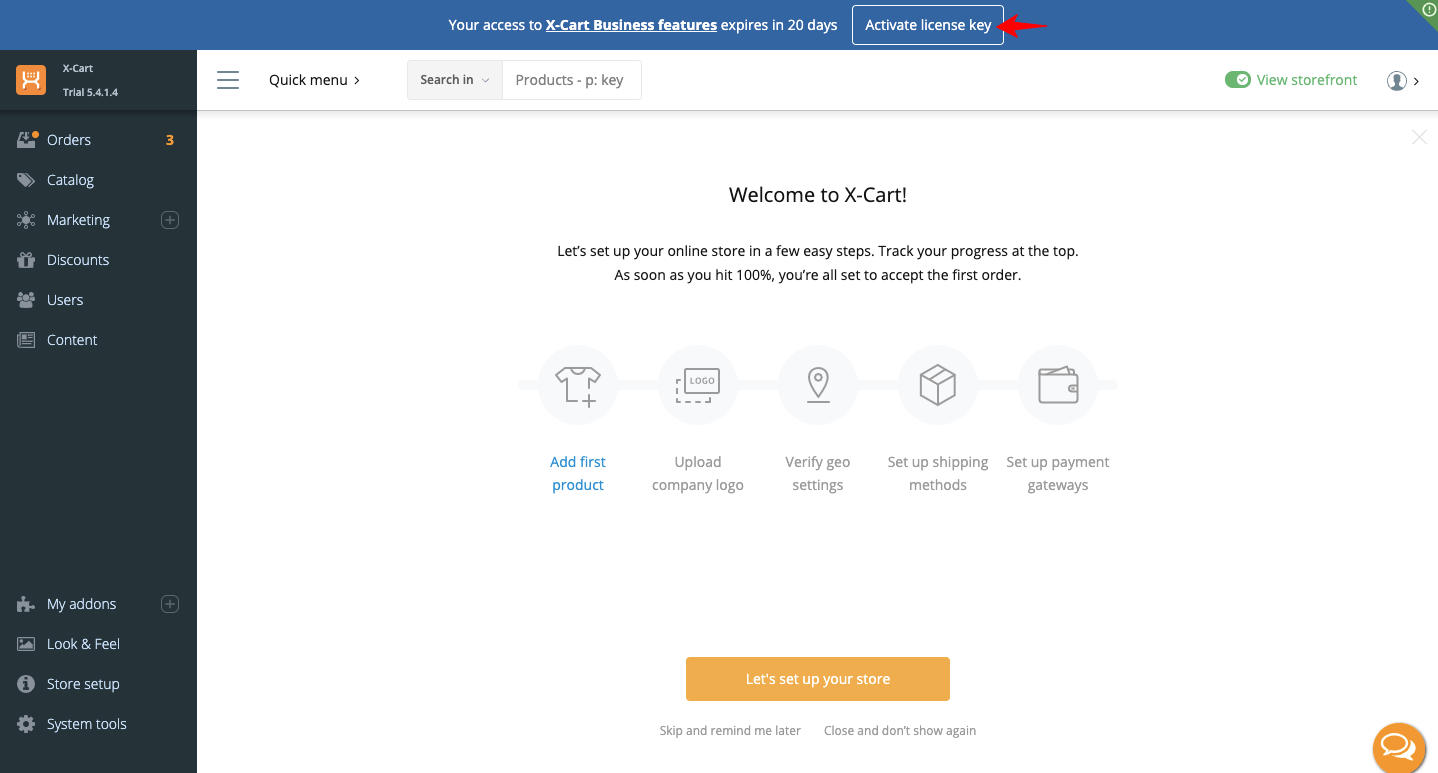 Your access to X-Cart Business features expires in 20 days
Activate license key
X-Cart
Trial 5.4.1.4
Quick menu
Search in
Products - p: key
View storefront
Orders
3
Catalog
Marketing
Discounts
Users
Content
My addons
Look & Feel
Store setup
System tools
Welcome to X-Cart!
Let’s set up your online store in a few easy steps. Track your progress at the top.
As soon as you hit 100%, you’re all set to accept the first order.
LOGO
Add first
product
Upload
company logo
Verify geo
settings
Set up shipping
methods
Set up payment
gateways
Let's set up your store
Skip and remind me later
Close and don’t show again